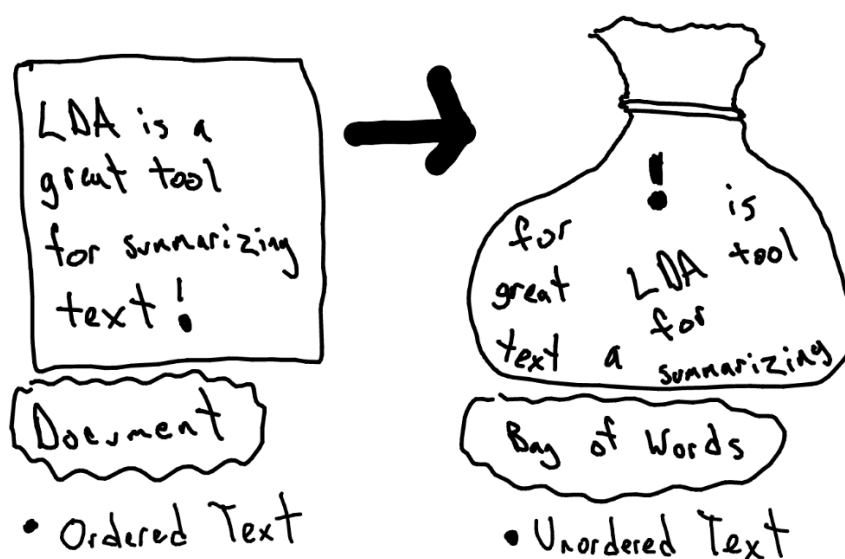 LDA is a
great tool
for summarizing
text!
Document
• Ordered Text
!
is
for
LDA tool
great
for
text a
summarizing
Bag of Words
• Unordered Text